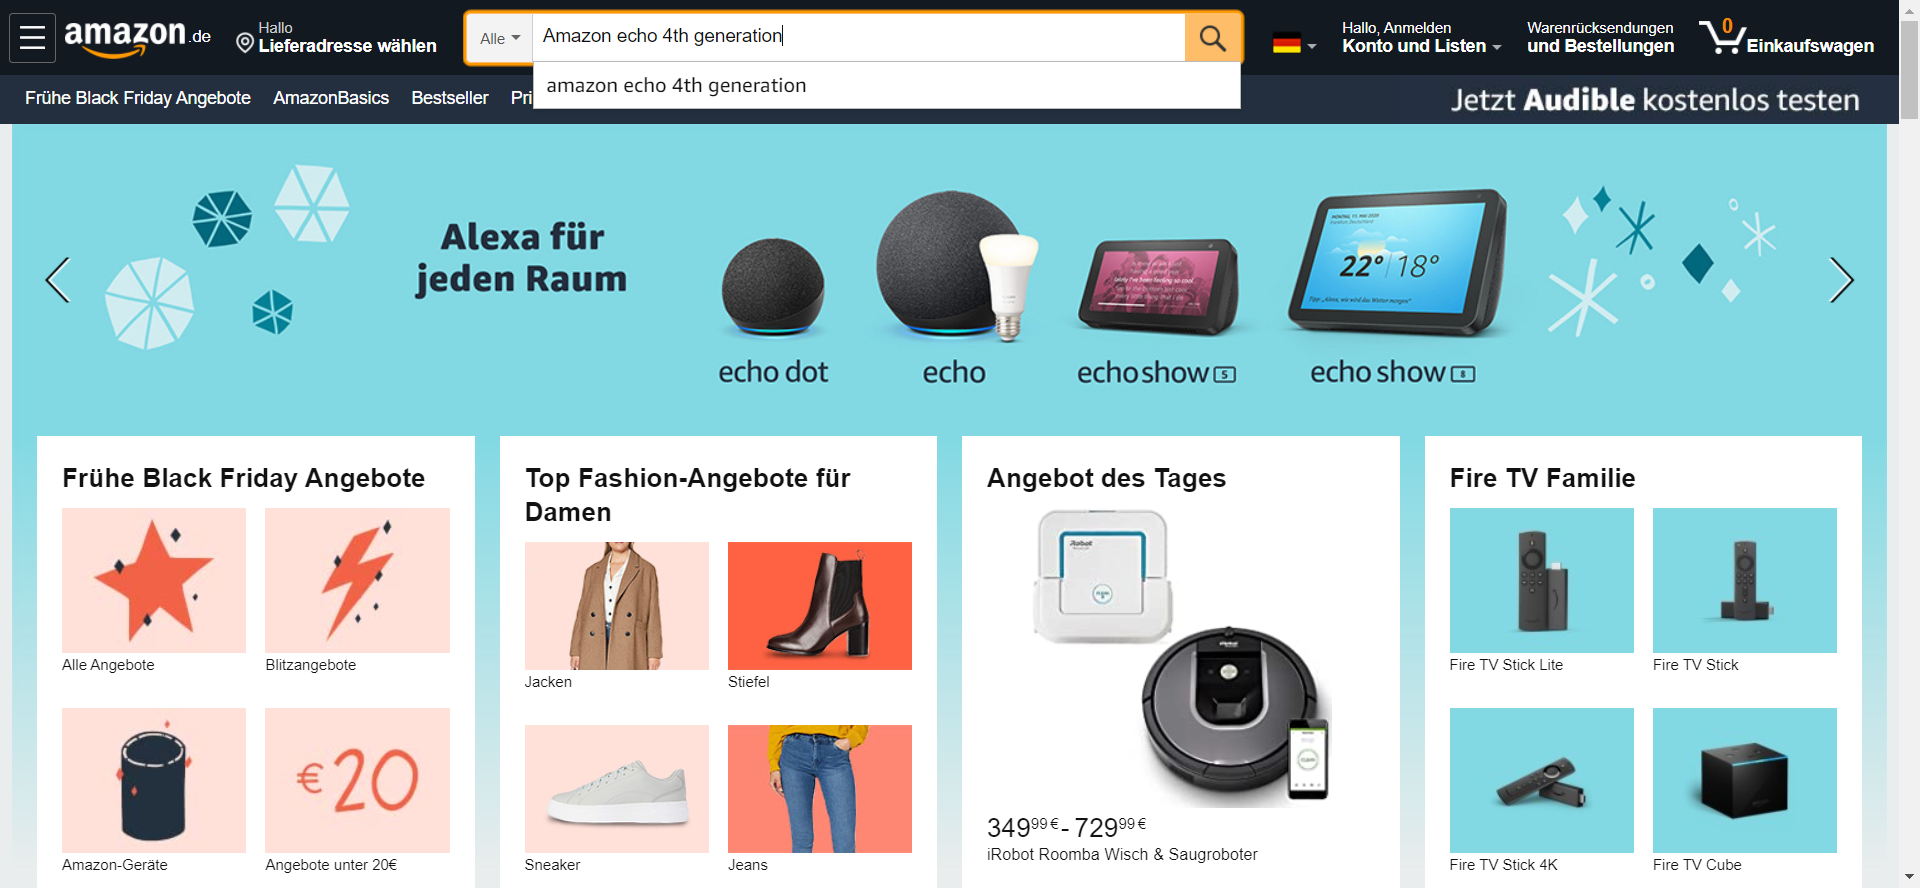 amazon.de
Hallo
Lieferadresse wählen
Alle
Amazon echo 4th generation
amazon echo 4th generation
Hallo, Anmelden
Konto und Listen
Warenrücksendungen
und Bestellungen
0
Einkaufswagen
Frühe Black Friday Angebote
AmazonBasics
Bestseller
Pri
Jetzt Audible kostenlos testen
Alexa für
jeden Raum
22° 18°
echo dot
echo
echo show 5
echo show 8
Frühe Black Friday Angebote
Alle Angebote
Blitzangebote
€20
Amazon-Geräte
Angebote unter 20€
Top Fashion-Angebote für
Damen
Jacken
Stiefel
Sneaker
Jeans
Angebot des Tages
iRobot
CLEAN
349,99 € - 729,99 €
iRobot Roomba Wisch & Saugroboter
Fire TV Familie
Fire TV Stick Lite
Fire TV Stick
Fire TV Stick 4K
Fire TV Cube